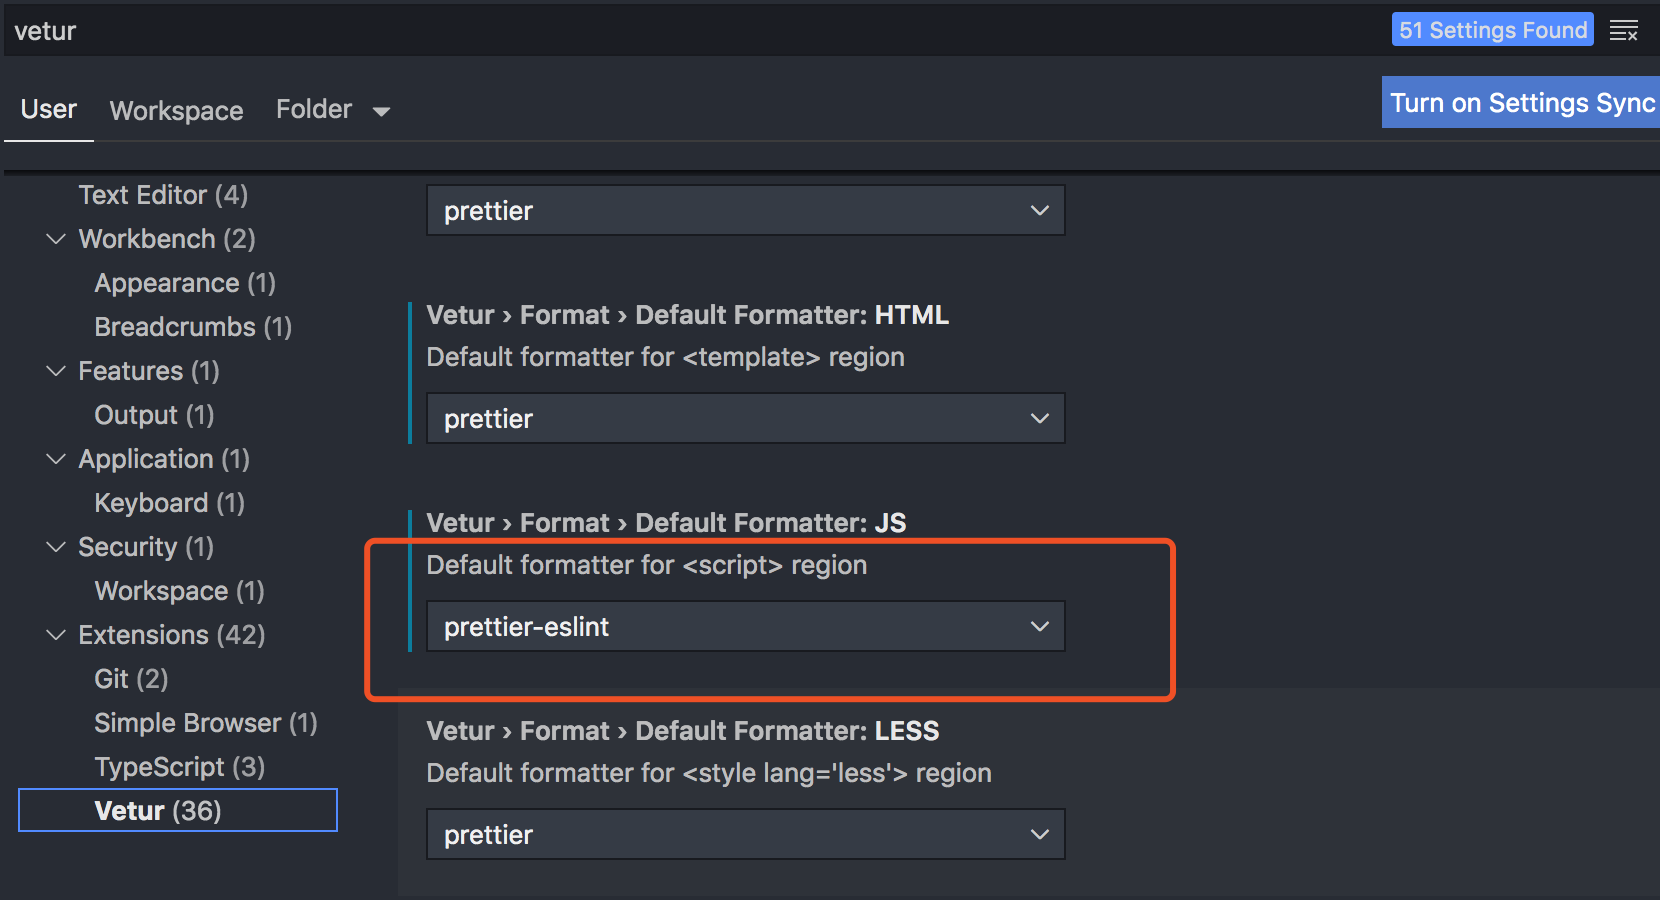 vetur
51 Settings Found
User Workspace Folder
Turn on Settings Sync
Text Editor (4)
Workbench (2)
Appearance (1)
Breadcrumbs (1)
Features (1)
Output (1)
Application (1)
Keyboard (1)
Security (1)
Workspace (1)
Extensions (42)
Git (2)
Simple Browser (1)
TypeScript (3)
Vetur (36)
prettier
Vetur › Format › Default Formatter: HTML
Default formatter for <template> region
prettier
Vetur › Format › Default Formatter: JS
Default formatter for <script> region
prettier-eslint
Vetur › Format › Default Formatter: LESS
Default formatter for <style lang='less'> region
prettier